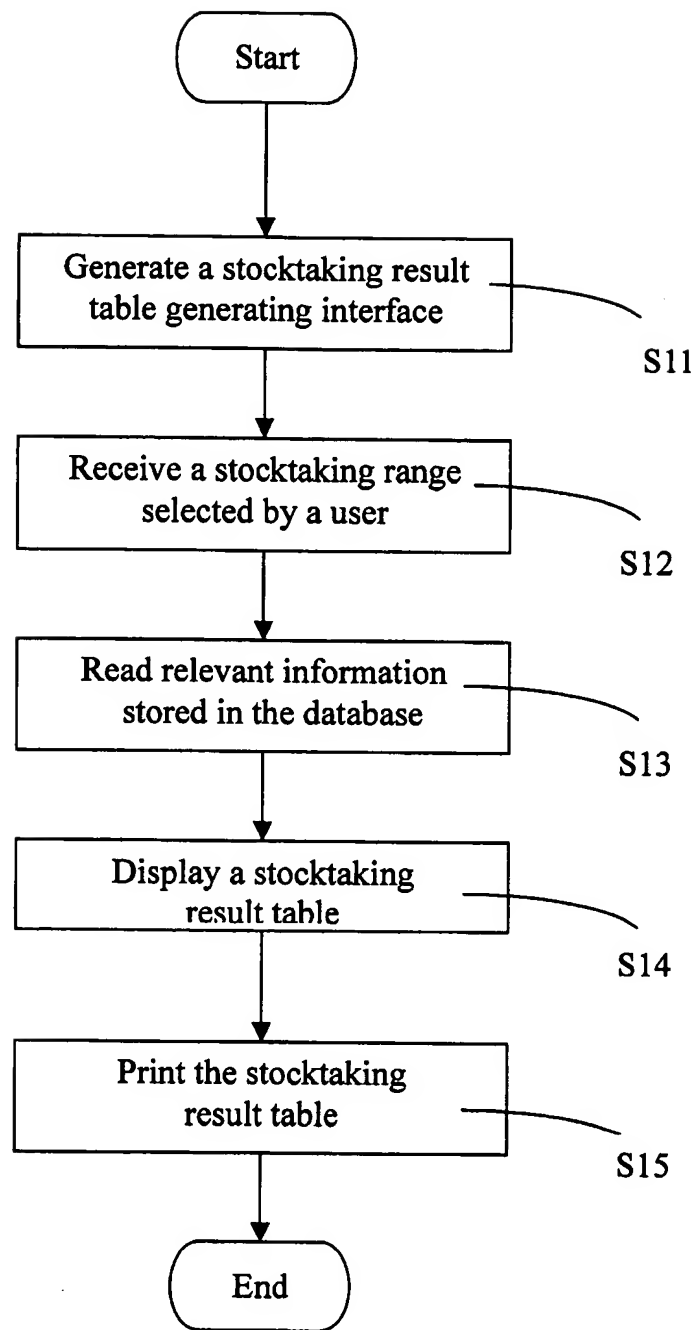 Start
Generate a stocktaking result
table generating interface
S11
Receive a stocktaking range
selected by a user
S12
Read relevant information
stored in the database
S13
Display a stocktaking
result table
S14
Print the stocktaking
result table
S15
End